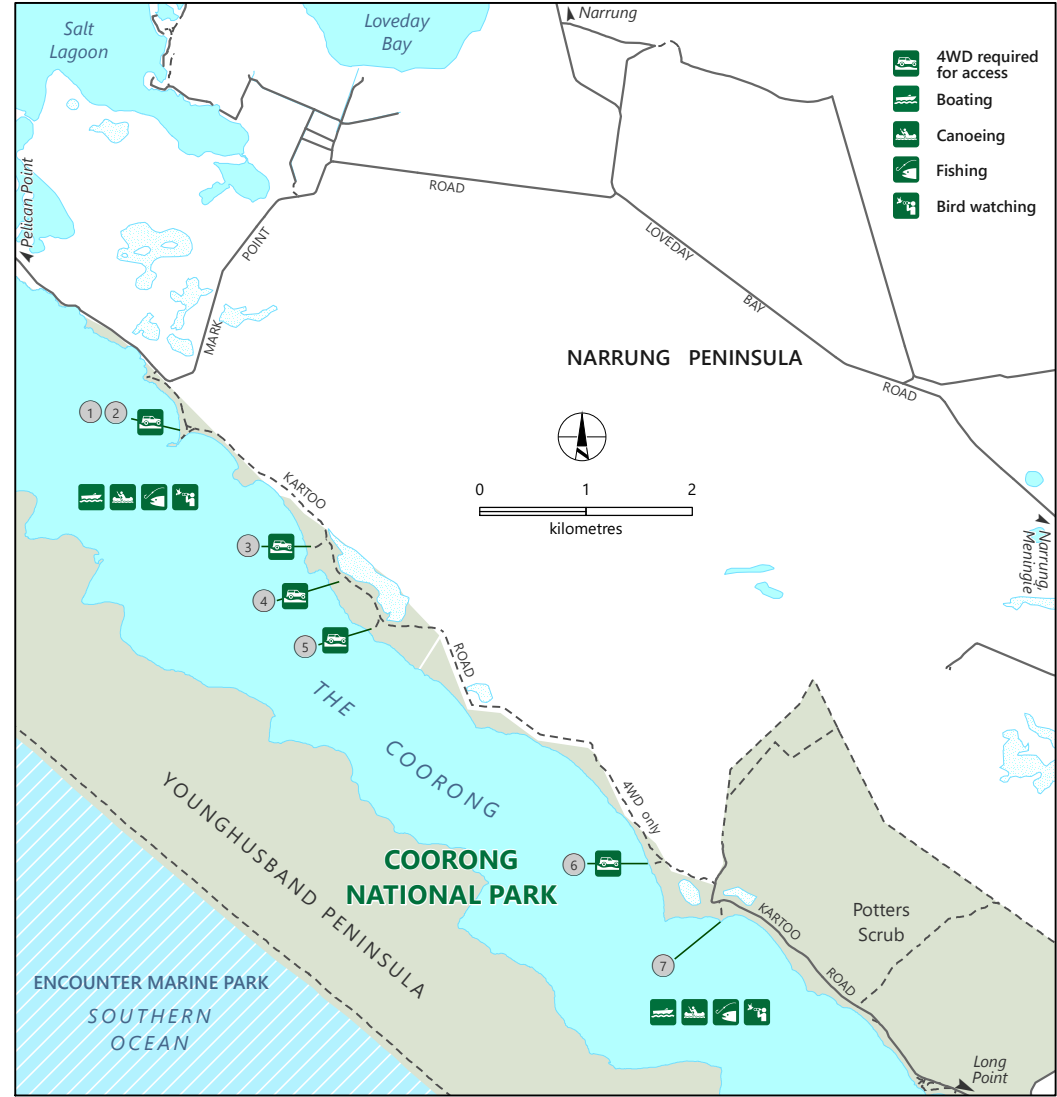 Salt
Lagoon
Loveday
Bay
Narrung
4WD required
for access
Boating
Canoeing
Fishing
Bird watching
Pelican Point
ROAD
POINT
MARK
LOVEDAY
BAY
ROAD
NARRUNG PENINSULA
1
2
KARTOO
0
1
2
kilometres
Narrung,
Meningie
3
4
5
ROAD
THE
COORONG
4WD only
YOUNGHUSBAND PENINSULA
COORONG
NATIONAL PARK
6
KARTOO
ROAD
Potters
Scrub
7
ENCOUNTER MARINE PARK
SOUTHERN
OCEAN
Long
Point